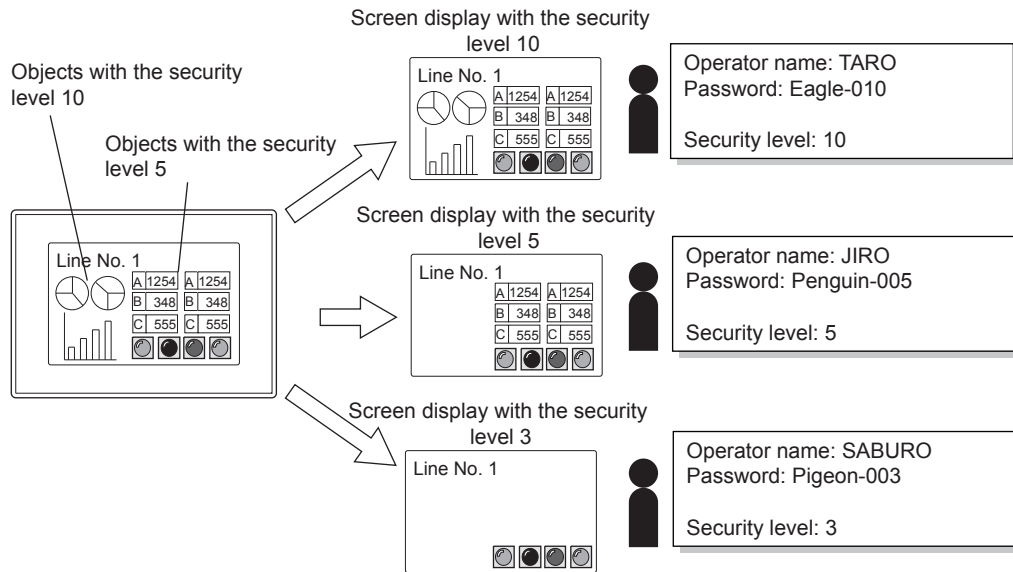 Screen display with the security
level 10
Objects with the security
level 10
Objects with the security
level 5
Line No. 1
A 1254 A 1254
B 348 B 348
C 555 C 555
Line No. 1
A 1254 A 1254
B 348 B 348
C 555 C 555
Operator name: TARO
Password: Eagle-010
Security level: 10
Screen display with the security
level 5
Line No. 1
A 1254 A 1254
B 348 B 348
C 555 C 555
Operator name: JIRO
Password: Penguin-005
Security level: 5
Screen display with the security
level 3
Line No. 1
Operator name: SABURO
Password: Pigeon-003
Security level: 3